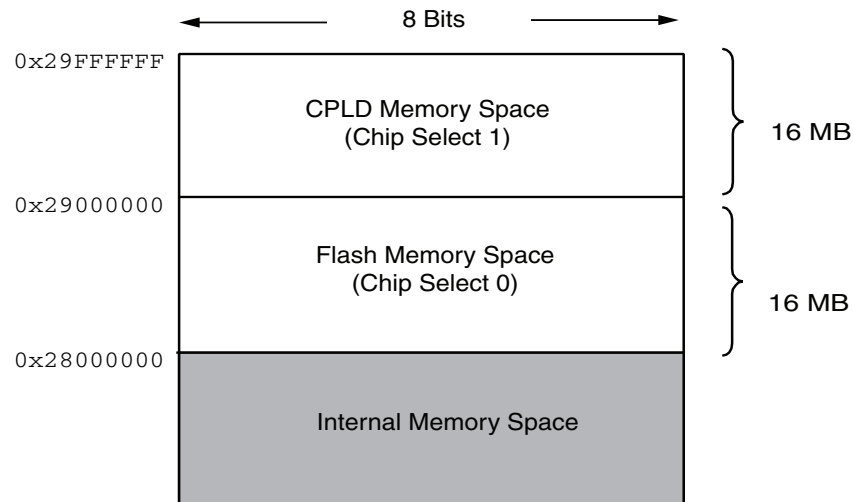 8 Bits
0x29FFFFFF
CPLD Memory Space
(Chip Select 1)
16 MB
0x29000000
Flash Memory Space
(Chip Select 0)
16 MB
0x28000000
Internal Memory Space